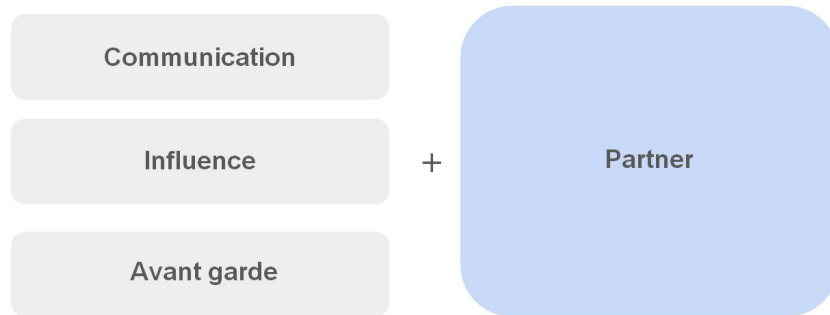 Communication
Influence
+
Partner
Avant garde